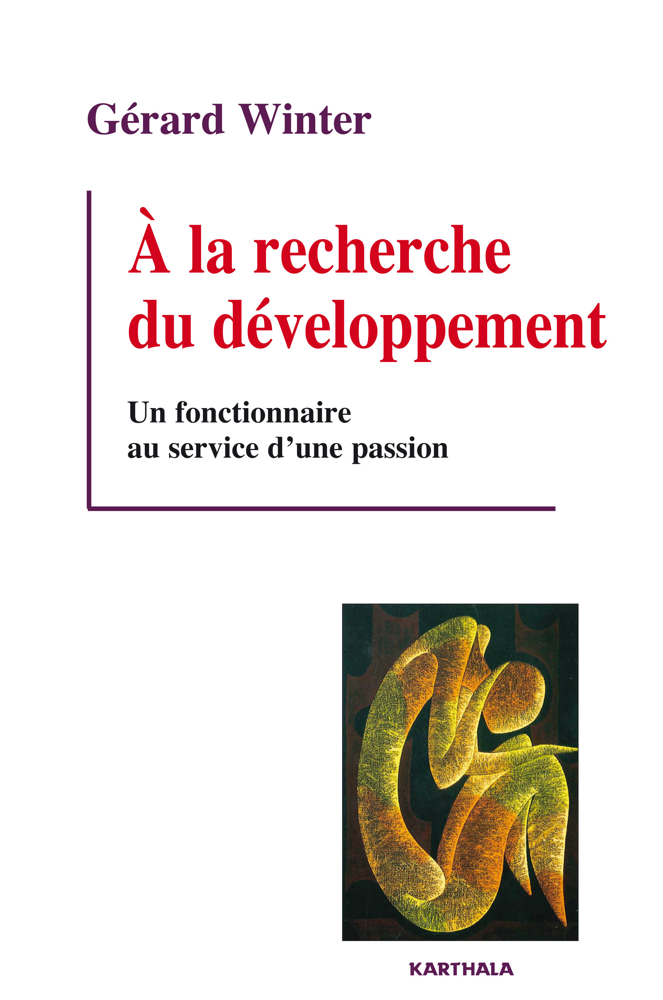 Gérard Winter
À la recherche
du développement
Un fonctionnaire
au service d’une passion
KARTHALA